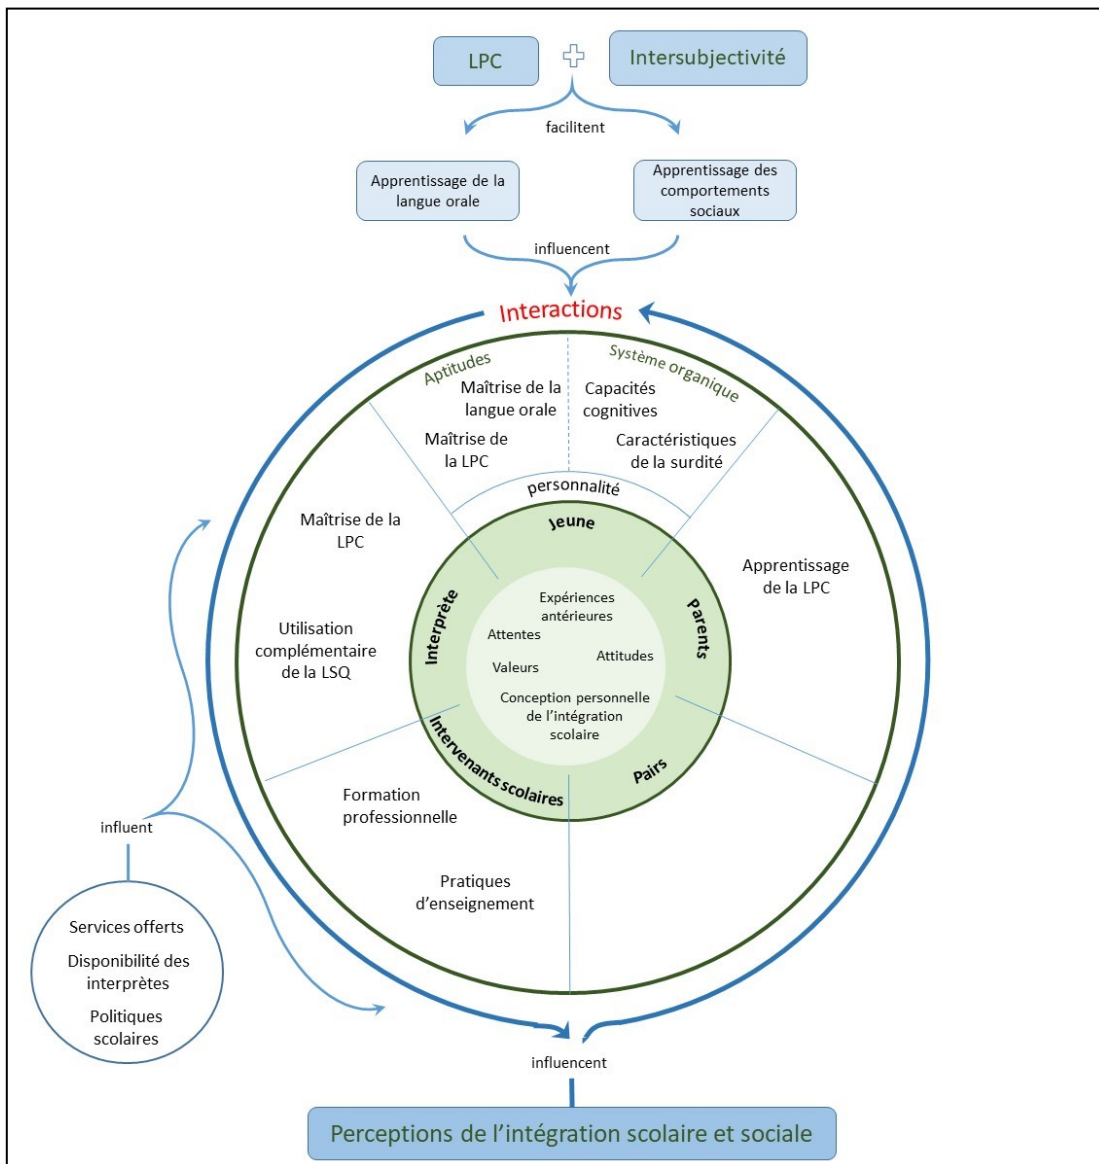 LPC
Intersubjectivité
facilitent
Apprentissage de la
langue orale
Apprentissage des
comportements
sociaux
influencent
Interactions
Aptitudes
Système organique
Maîtrise de la
langue orale
Capacités
cognitives
Maîtrise de
la LPC
Caractéristiques
de la surdité
personnalité
Jeune
Maîtrise de la
LPC
Apprentissage
de la LPC
Interprète
Parents
Expériences
antérieures
Attentes
Attitudes
Valeurs
Conception personnelle
de l’intégration
scolaire
Utilisation
complémentaire
de la LSQ
Intervenants scolaires
Pairs
Formation
professionnelle
Pratiques
d’enseignement
influent
Services offerts
Disponibilité des
interprètes
Politiques
scolaires
influencent
Perceptions de l’intégration scolaire et sociale